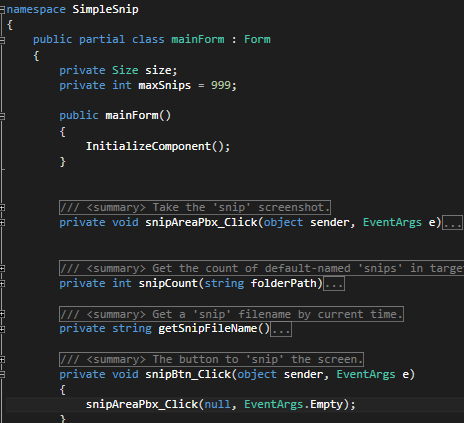 namespace SimpleSnip
{
public partial class mainForm : Form
{
private Size size;
private int maxSnips = 999;
public mainForm()
{
InitializeComponent();
}
/// <summary> Take the 'snip' screenshot.
private void snipAreaPbx_Click(object sender, EventArgs e)...
/// <summary> Get the count of default-named 'snips' in targe
private int snipCount(string folderPath)...
/// <summary> Get a 'snip' filename by current time.
private string getSnipFileName()...
/// <summary> The button to 'snip' the screen.
private void snipBtn_Click(object sender, EventArgs e)
{
snipAreaPbx_Click(null, EventArgs.Empty);
}